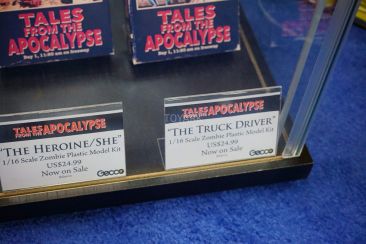 TALES
FROM THE
APOCALYPSE
TALES
FROM THE
APOCALYPSE
TALES
FROM THE APOCALYPSE
"THE HEROINE/SHE"
1/16 Scale Zombie Plastic Model Kit
US$24.99
Now on Sale
GECCO
TALES
FROM THE APOCALYPSE
"THE TRUCK DRIVER"
1/16 Scale Zombie Plastic Model Kit
US$24.99
Now on Sale
GECCO